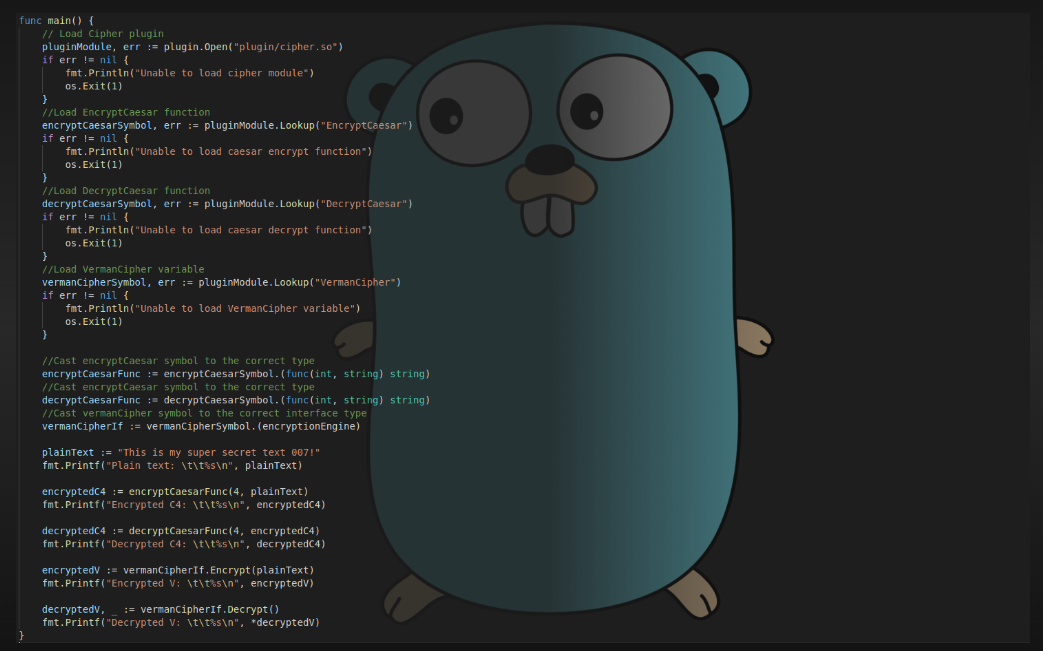 func main() {
    // Load Cipher plugin
    pluginModule, err := plugin.Open("plugin/cipher.so")
    if err != nil {
        fmt.Println("Unable to load cipher module")
        os.Exit(1)
    }
    //Load EncryptCaesar function
    encryptCaesarSymbol, err := pluginModule.Lookup("EncryptCaesar")
    if err != nil {
        fmt.Println("Unable to load caesar encrypt function")
        os.Exit(1)
    }
    //Load DecryptCaesar function
    decryptCaesarSymbol, err := pluginModule.Lookup("DecryptCaesar")
    if err != nil {
        fmt.Println("Unable to load caesar decrypt function")
        os.Exit(1)
    }
    //Load VermanCipher variable
    vermanCipherSymbol, err := pluginModule.Lookup("VermanCipher")
    if err != nil {
        fmt.Println("Unable to load VermanCipher variable")
        os.Exit(1)
    }

    //Cast encryptCaesar symbol to the correct type
    encryptCaesarFunc := encryptCaesarSymbol.(func(int, string) string)
    //Cast encryptCaesar symbol to the correct type
    decryptCaesarFunc := decryptCaesarSymbol.(func(int, string) string)
    //Cast vermanCipher symbol to the correct interface type
    vermanCipherIf := vermanCipherSymbol.(encryptionEngine)

    plainText := "This is my super secret text 007!"
    fmt.Printf("Plain text: \t\t%s\n", plainText)

    encryptedC4 := encryptCaesarFunc(4, plainText)
    fmt.Printf("Encrypted C4: \t\t%s\n", encryptedC4)

    decryptedC4 := decryptCaesarFunc(4, encryptedC4)
    fmt.Printf("Decrypted C4: \t\t%s\n", decryptedC4)

    encryptedV := vermanCipherIf.Encrypt(plainText)
    fmt.Printf("Encrypted V: \t\t%s\n", encryptedV)

    decryptedV, _ := vermanCipherIf.Decrypt()
    fmt.Printf("Decrypted V: \t\t%s\n", *decryptedV)
}